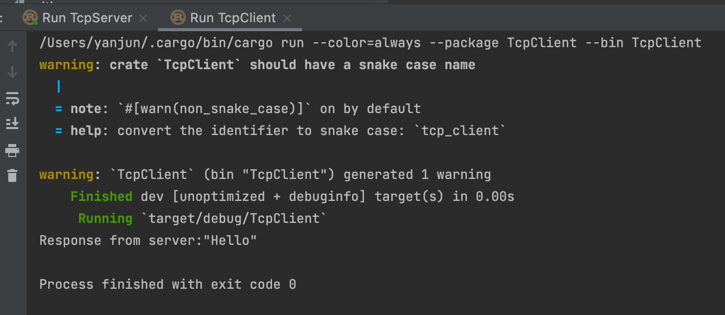 : Run TcpServer × Run TcpClient ×
/Users/yanjun/.cargo/bin/cargo run --color=always --package TcpClient --bin TcpClient
warning: crate `TcpClient` should have a snake case name
|
= note: `#[warn(non_snake_case)]` on by default
= help: convert the identifier to snake case: `tcp_client`
warning: `TcpClient` (bin "TcpClient") generated 1 warning
Finished dev [unoptimized + debuginfo] target(s) in 0.00s
Running `target/debug/TcpClient`
Response from server:"Hello"
Process finished with exit code 0